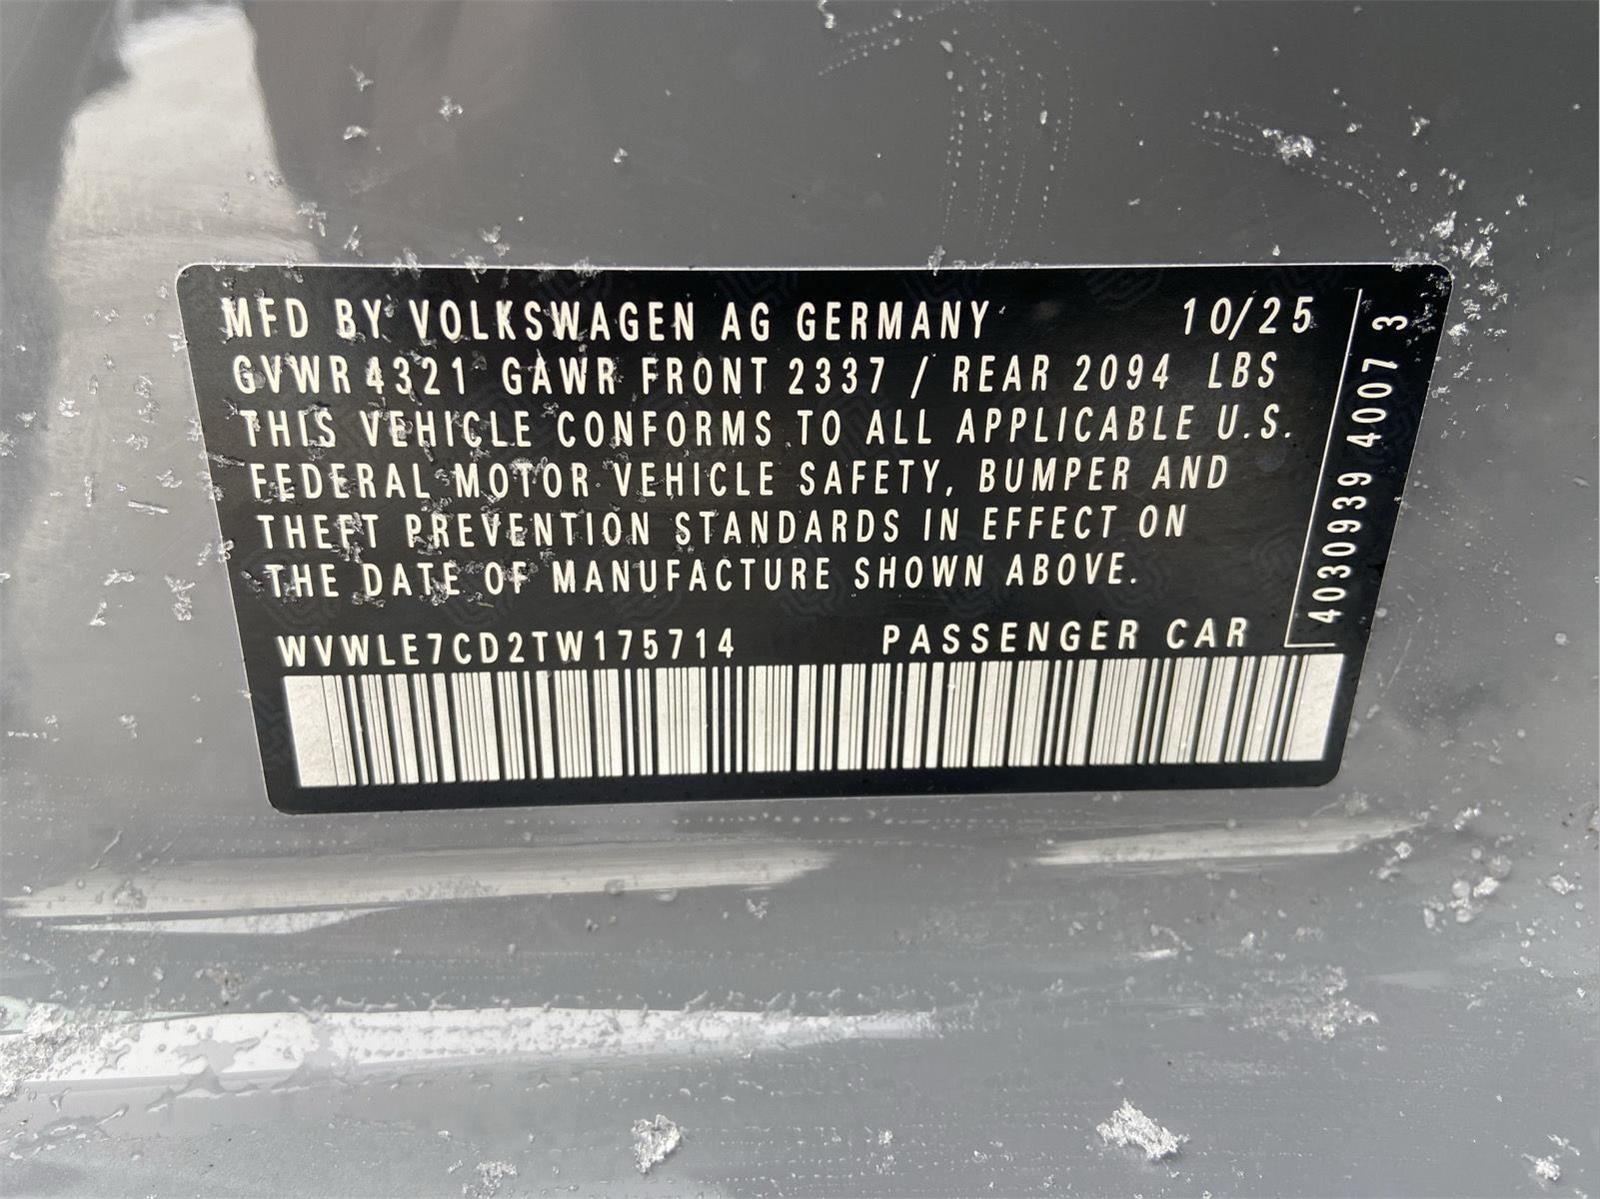 MFD BY VOLKSWAGEN AG GERMANY 10/25
GVWR 4321 GAWR FRONT 2337 / REAR 2094 LBS
THIS VEHICLE CONFORMS TO ALL APPLICABLE U.S.
FEDERAL MOTOR VEHICLE SAFETY, BUMPER AND
THEFT PREVENTION STANDARDS IN EFFECT ON
THE DATE OF MANUFACTURE SHOWN ABOVE.
WVWLE7CD2TW175714 PASSENGER CAR
4030939 4007 3